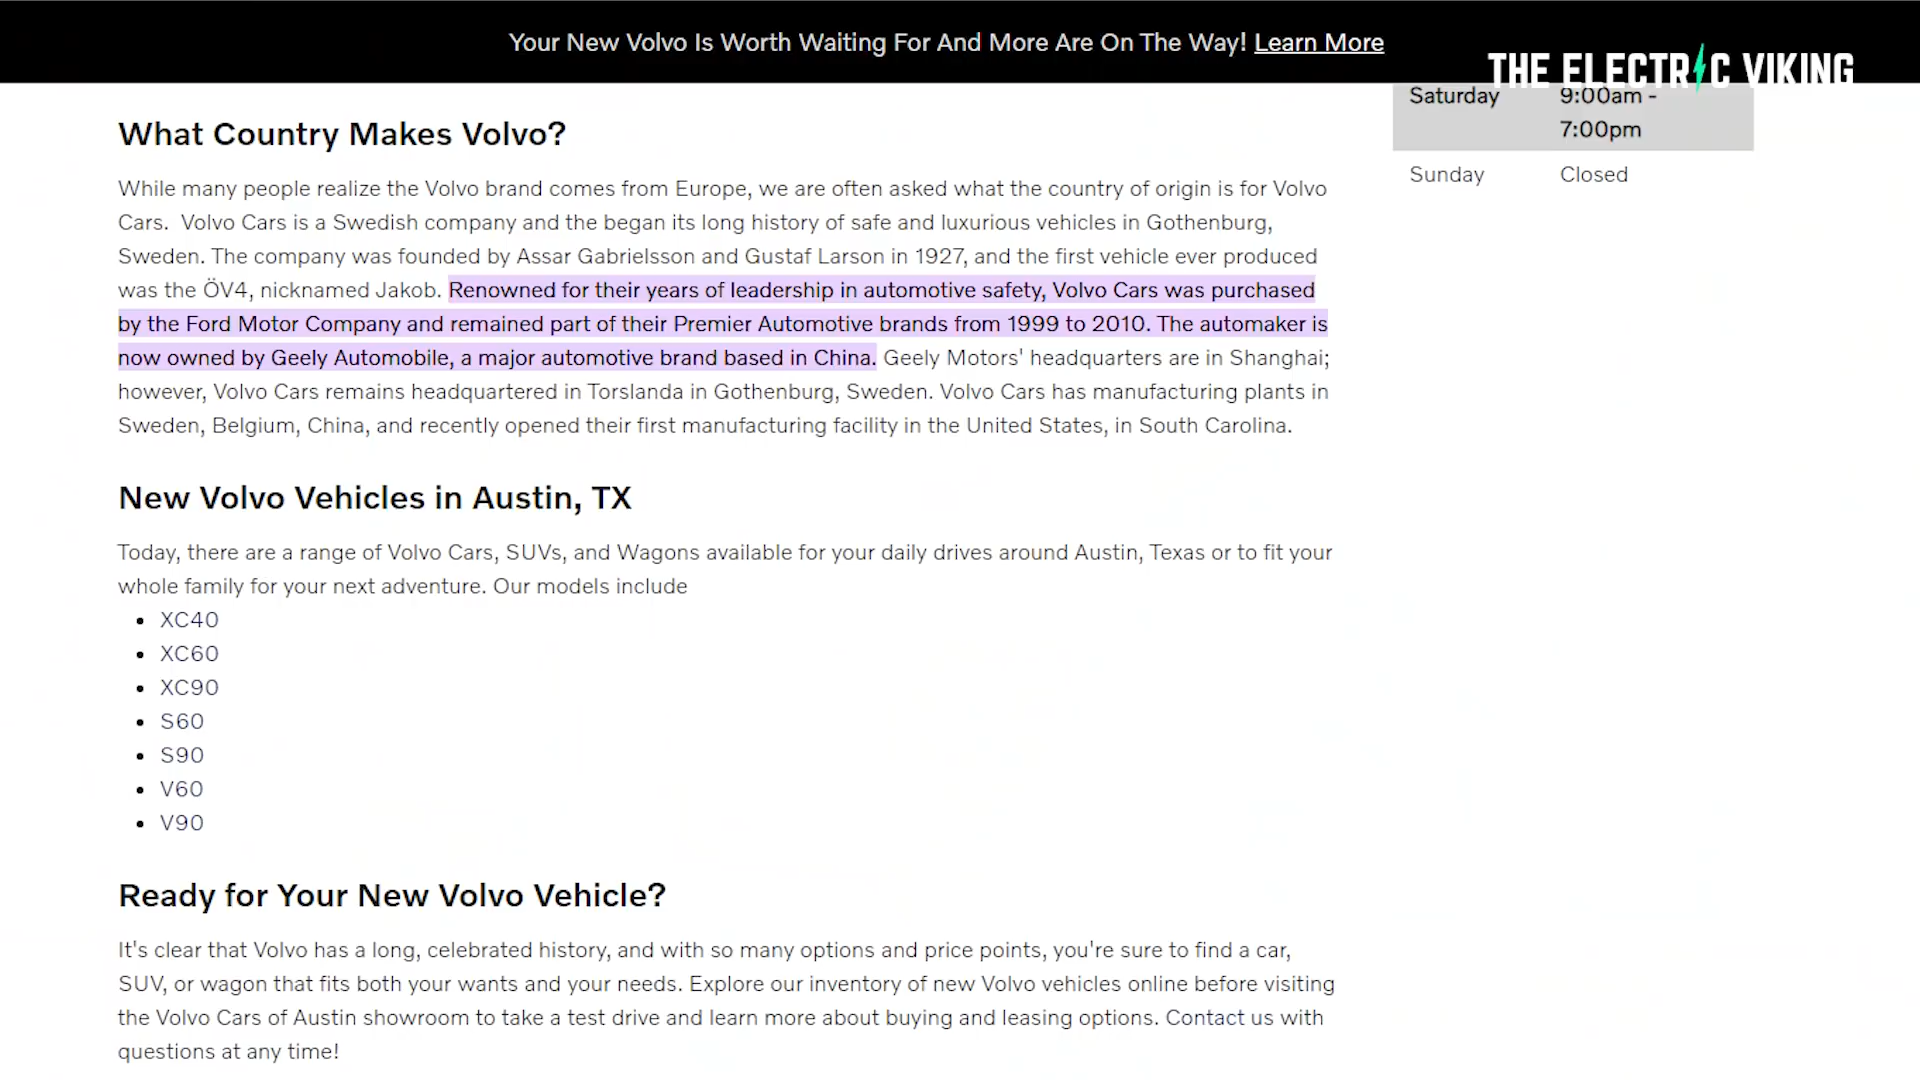 Your New Volvo Is Worth Waiting For And More Are On The Way! Learn More
THE ELECTRIC VIKING
Saturday 9:00am -
7:00pm
Sunday Closed
What Country Makes Volvo?
While many people realize the Volvo brand comes from Europe, we are often asked what the country of origin is for Volvo
Cars. Volvo Cars is a Swedish company and the began its long history of safe and luxurious vehicles in Gothenburg,
Sweden. The company was founded by Assar Gabrielsson and Gustaf Larson in 1927, and the first vehicle ever produced
was the ÖV4, nicknamed Jakob. Renowned for their years of leadership in automotive safety, Volvo Cars was purchased
by the Ford Motor Company and remained part of their Premier Automotive brands from 1999 to 2010. The automaker is
now owned by Geely Automobile, a major automotive brand based in China. Geely Motors' headquarters are in Shanghai;
however, Volvo Cars remains headquartered in Torslanda in Gothenburg, Sweden. Volvo Cars has manufacturing plants in
Sweden, Belgium, China, and recently opened their first manufacturing facility in the United States, in South Carolina.
New Volvo Vehicles in Austin, TX
Today, there are a range of Volvo Cars, SUVs, and Wagons available for your daily drives around Austin, Texas or to fit your
whole family for your next adventure. Our models include
• XC40
• XC60
• XC90
• S60
• S90
• V60
• V90
Ready for Your New Volvo Vehicle?
It's clear that Volvo has a long, celebrated history, and with so many options and price points, you're sure to find a car,
SUV, or wagon that fits both your wants and your needs. Explore our inventory of new Volvo vehicles online before visiting
the Volvo Cars of Austin showroom to take a test drive and learn more about buying and leasing options. Contact us with
questions at any time!